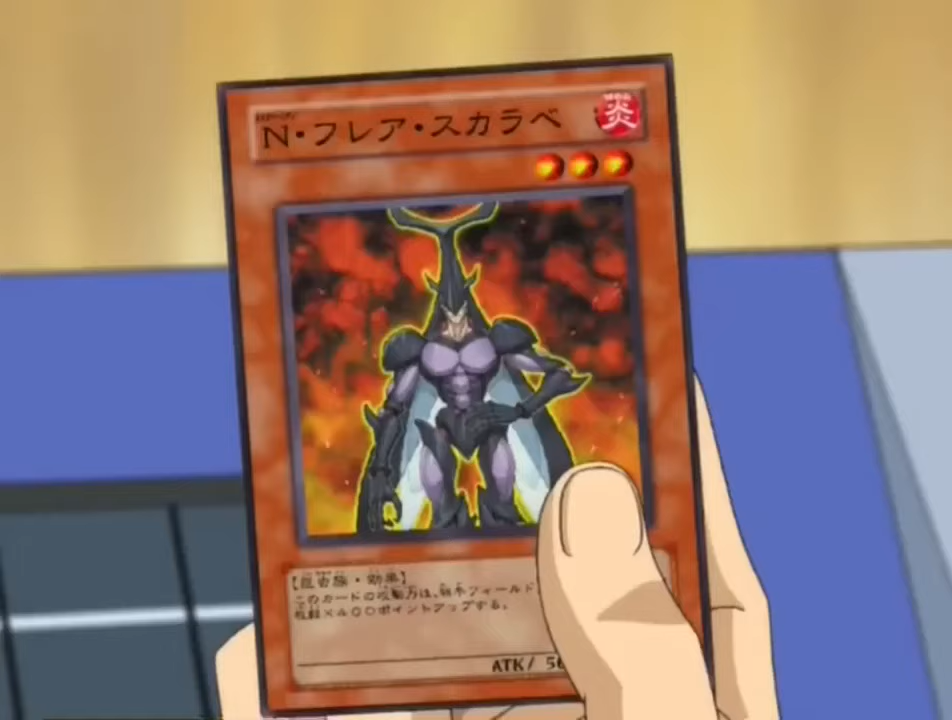 N・フレア・スカラベ 炎
【昆虫族・効果】
このカードの攻撃力は、相手フィールド
枚数×400ポイントアップする。
ATK/ 5